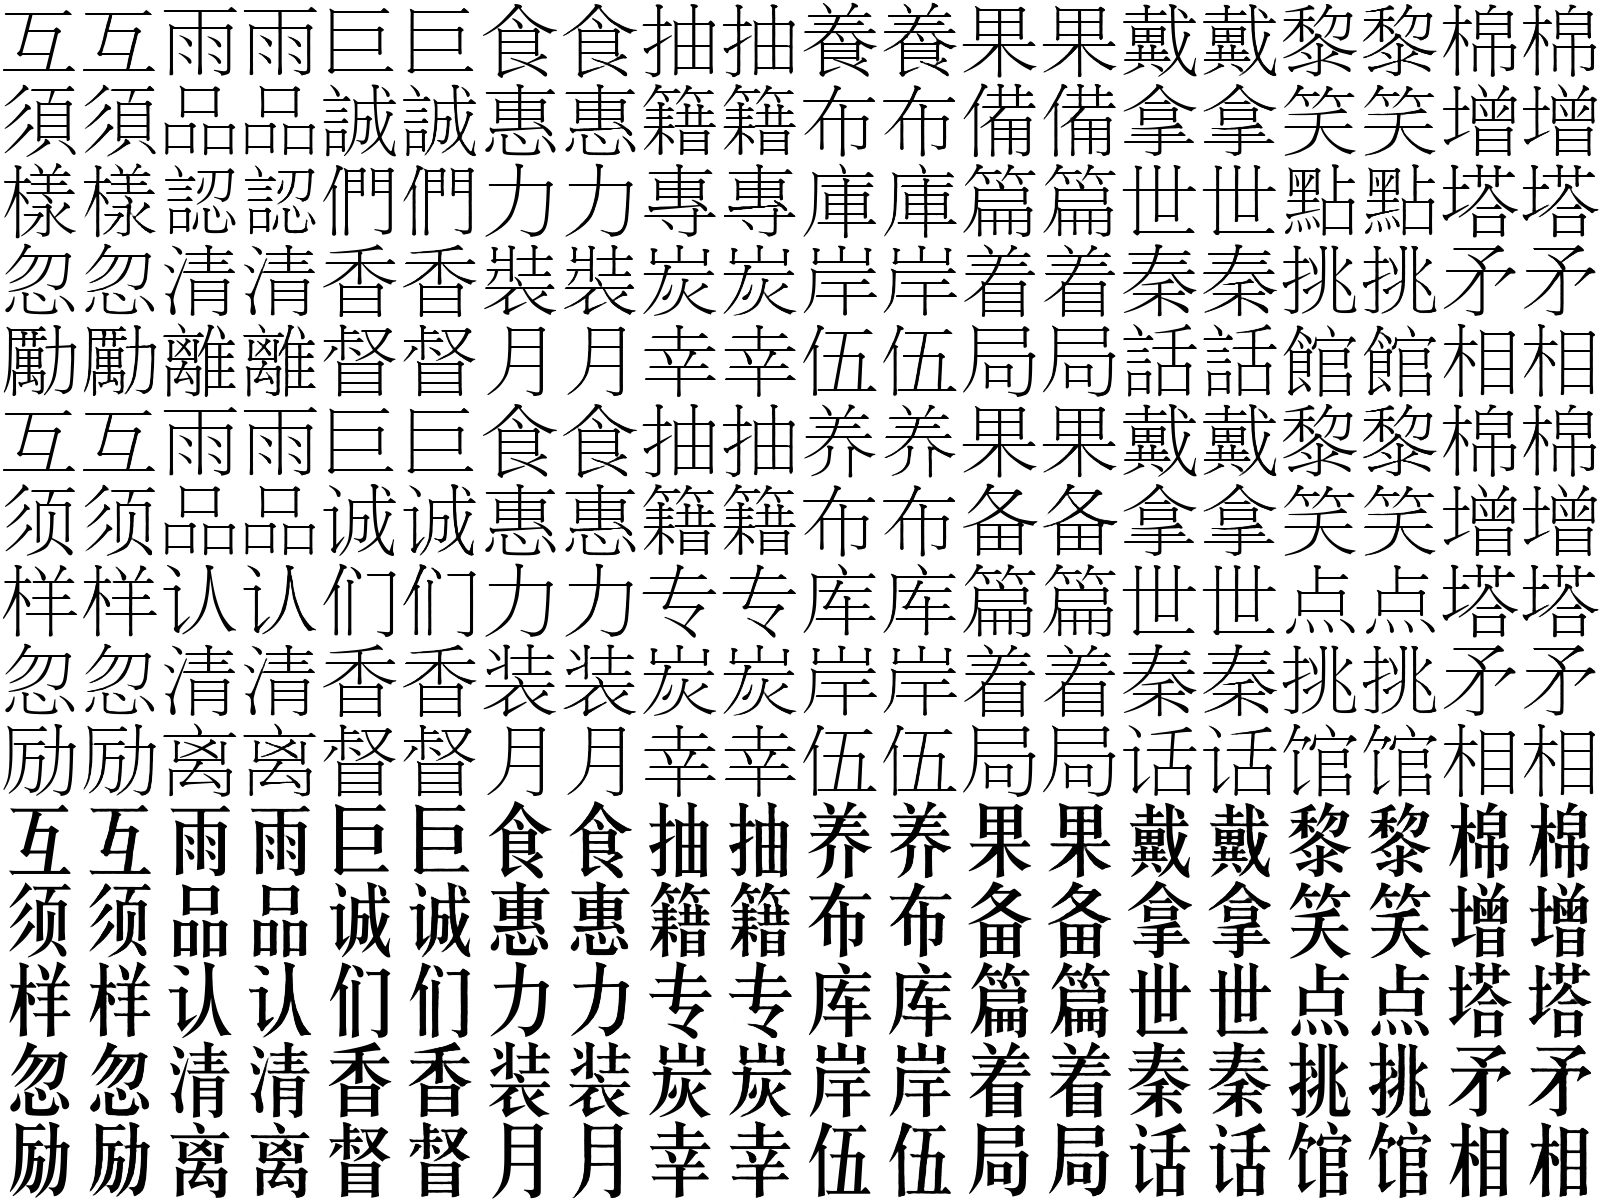 互互雨雨巨巨食食抽抽養養果果戴戴黎黎棉棉
須須品品誠誠惠惠籍籍布布備備拿拿笑笑增增
樣樣認認們們力力專專庫庫篇篇世世點點塔塔
忽忽清清香香裝裝炭炭岸岸着着秦秦挑挑矛矛
勵勵離離督督月月幸幸伍伍局局話話館館相相
互互雨雨巨巨食食抽抽养养果果戴戴黎黎棉棉
须须品品诚诚惠惠籍籍布布备备拿拿笑笑增增
样样认认们们力力专专库库篇篇世世点点塔塔
忽忽清清香香装装炭炭岸岸着着秦秦挑挑矛矛
励励离离督督月月幸幸伍伍局局话话馆馆相相
互互雨雨巨巨食食抽抽养养果果戴戴黎黎棉棉
须须品品诚诚惠惠籍籍布布备备拿拿笑笑增增
样样认认们们力力专专库库篇篇世世点点塔塔
忽忽清清香香装装炭炭岸岸着着秦秦挑挑矛矛
励励离离督督月月幸幸伍伍局局话话馆馆相相